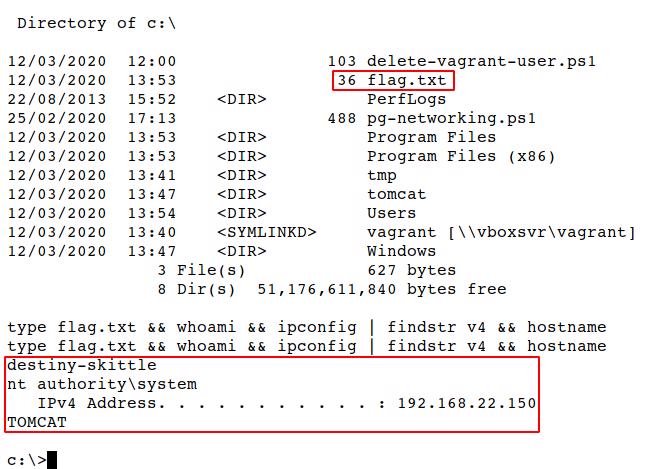 Directory of c:\
12/03/2020  12:00               103 delete-vagrant-user.ps1
12/03/2020  13:53                36 flag.txt
22/08/2013  15:52    <DIR>          PerfLogs
25/02/2020  17:13               488 pg-networking.ps1
12/03/2020  13:53    <DIR>          Program Files
12/03/2020  13:53    <DIR>          Program Files (x86)
12/03/2020  13:41    <DIR>          tmp
12/03/2020  13:47    <DIR>          tomcat
12/03/2020  13:54    <DIR>          Users
12/03/2020  13:40    <SYMLINKD>     vagrant [\\vboxsvr\vagrant]
12/03/2020  13:47    <DIR>          Windows
3 File(s)            627 bytes
8 Dir(s)  51,176,611,840 bytes free
type flag.txt && whoami && ipconfig | findstr v4 && hostname
type flag.txt && whoami && ipconfig | findstr v4 && hostname
destiny-skittle
nt authority\system
IPv4 Address. . . . . . . . . . . : 192.168.22.150
TOMCAT
c:\>